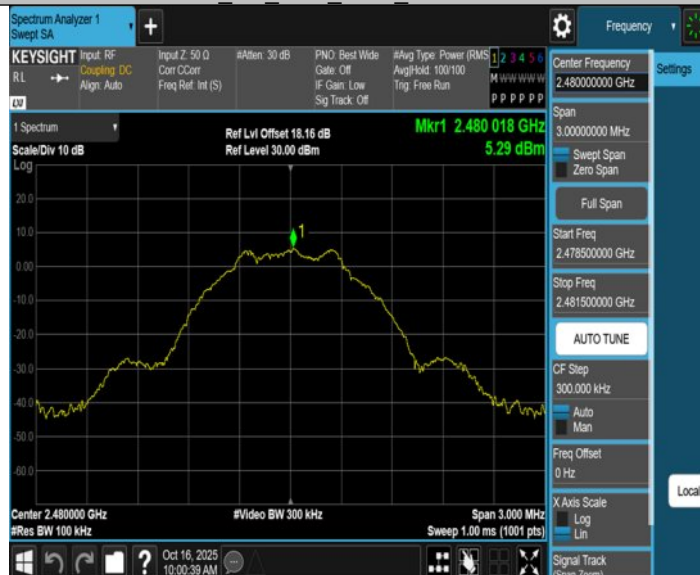 Spectrum Analyzer 1
Swept SA
Frequency
KEYSIGHT
RL
LXI
Input: RF
Coupling: DC
Align: Auto
Input Z: 50 Ω
Corr CCorr
Freq Ref: Int (S)
#Atten: 30 dB
PNO: Best Wide
Gate: Off
IF Gain: Low
Sig Track: Off
#Avg Type: Power (RMS
Avg|Hold: 100/100
Trig: Free Run
1 2 3 4 5 6
M W W W W W
P P P P P P
1 Spectrum
Scale/Div 10 dB
Log
Ref Lvl Offset 18.16 dB
Ref Level 30.00 dBm
Mkr1 2.480 018 GHz
5.29 dBm
20.0
10.0
0.00
-10.0
-20.0
-30.0
-40.0
-50.0
-60.0
1
Center 2.480000 GHz
#Res BW 100 kHz
#Video BW 300 kHz
Span 3.000 MHz
Sweep 1.00 ms (1001 pts)
Oct 16, 2025
10:00:39 AM
Center Frequency
2.480000000 GHz
Span
3.00000000 MHz
Swept Span
Zero Span
Full Span
Start Freq
2.478500000 GHz
Stop Freq
2.481500000 GHz
AUTO TUNE
CF Step
300.000 kHz
Auto
Man
Freq Offset
0 Hz
X Axis Scale
Log
Lin
Signal Track
(Span Zoom)
Settings
Local